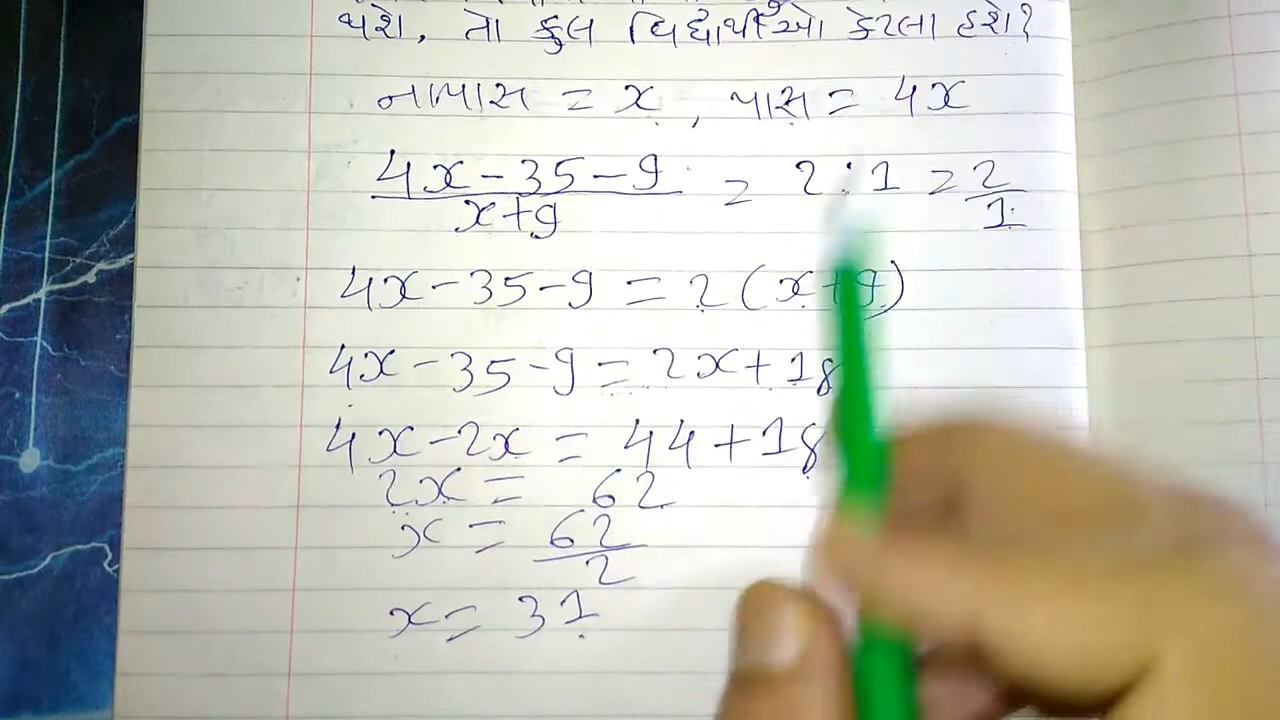 થશે, તો કુલ વિદ્યાર્થીઓ કેટલા હશે?
નાપાસ = x, પાસ = 4x
4x - 35 - 9 / x + 9 = 2 : 1 = 2 / 1
4x - 35 - 9 = 2 (x + 9)
4x - 35 - 9 = 2x + 18
4x - 2x = 44 + 18
2x = 62
x = 62 / 2
x = 31